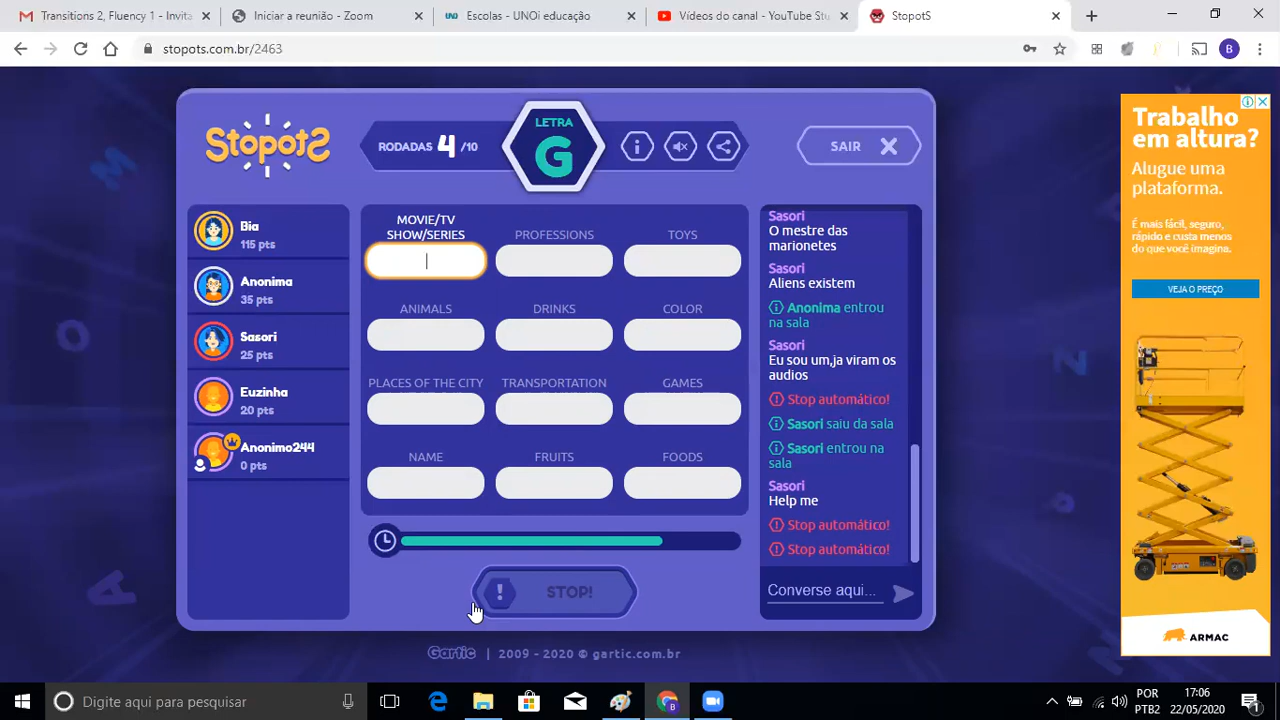 Transitions 2, Fluency 1 - Invita
Iniciar a reunião - Zoom
UNO
Escolas - UNOi educação
Vídeos do canal - YouTube Stu
StopotS
stopots.com.br/2463
B
StopotS
RODADAS 4 /10
LETRA
G
SAIR
Bia
115 pts
Anonima
35 pts
Sasori
25 pts
Euzinha
20 pts
Anonimo244
0 pts
MOVIE/TV
SHOW/SERIES
PROFESSIONS
TOYS
ANIMALS
DRINKS
COLOR
PLACES OF THE CITY
TRANSPORTATION
GAMES
NAME
FRUITS
FOODS
STOP!
Sasori
O mestre das
marionetes
Sasori
Aliens existem
Anonima entrou
na sala
Sasori
Eu sou um,ja viram os
audios
Stop automático!
Sasori saiu da sala
Sasori entrou na
sala
Sasori
Help me
Stop automático!
Stop automático!
Converse aqui...
Gartic | 2009 - 2020 © gartic.com.br
Trabalho
em altura?
Alugue uma
plataforma.
É mais fácil, seguro,
rápido e custa menos
do que você imagina.
VEJA O PREÇO
ARMAC
Digite aqui para pesquisar
POR
PTB2
17:06
22/05/2020
1